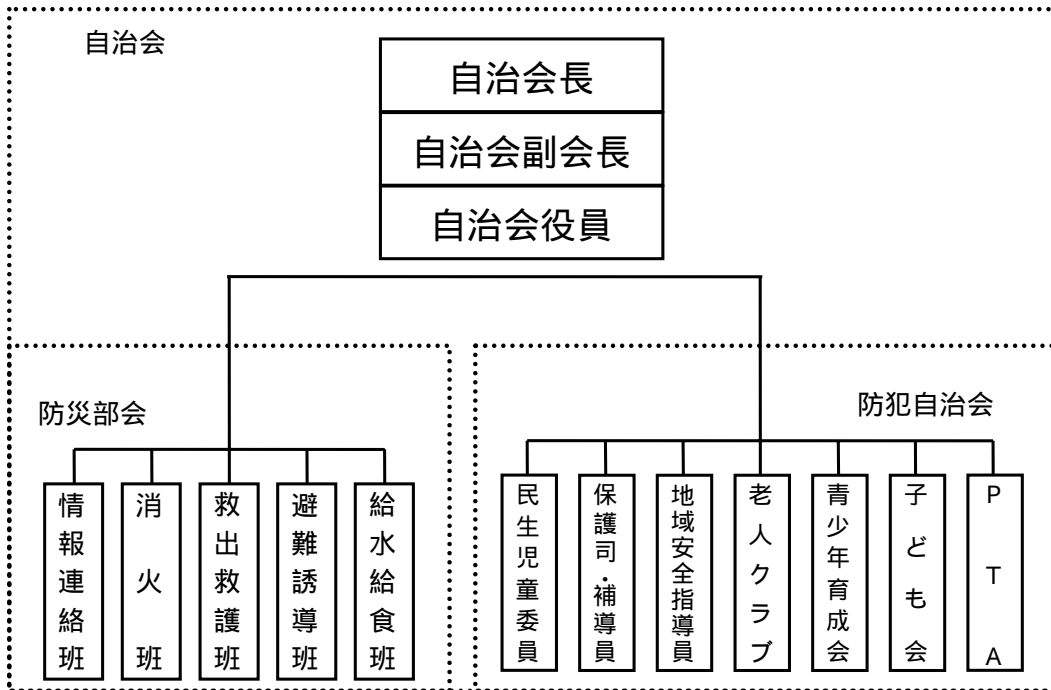 自治会
自治会長
自治会副会長
自治会役員
防災部会
防犯自治会
情報連絡班
消火班
救出救護班
避難誘導班
給水給食班
民生児童委員
保護司・補導員
地域安全指導員
老人クラブ
青少年育成会
子ども会
PTA